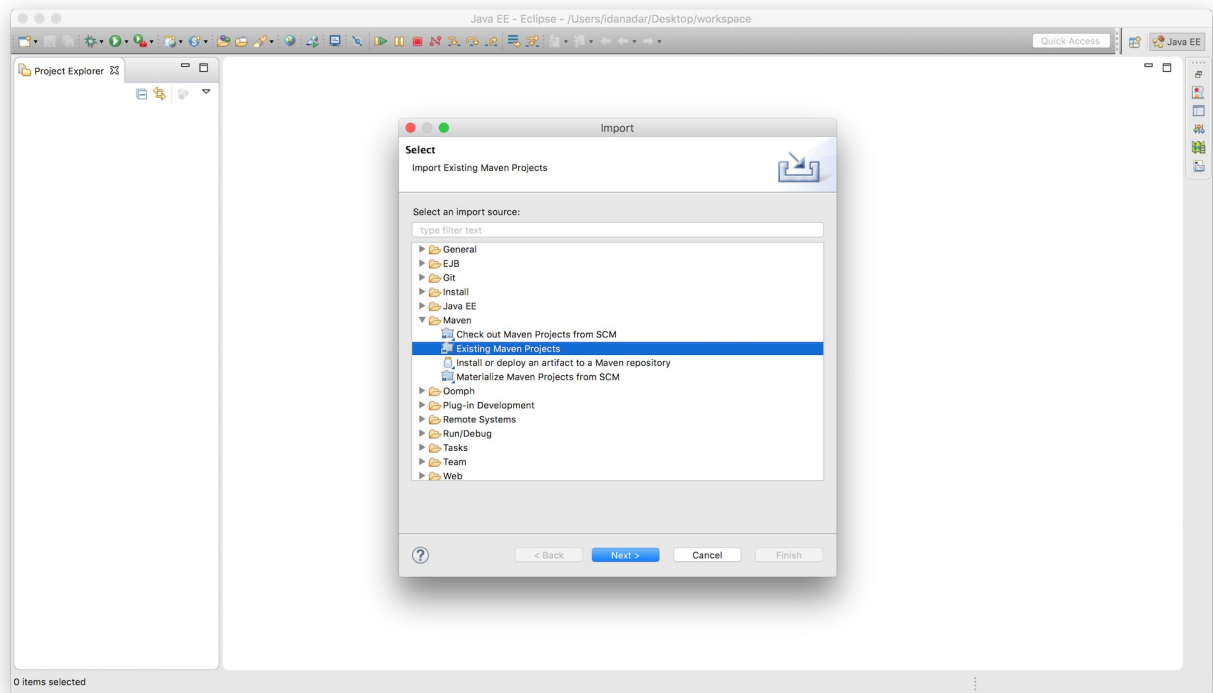 Java EE - Eclipse - /Users/idanadar/Desktop/workspace
Quick Access
Java EE
Project Explorer
Import
Select
Import Existing Maven Projects
Select an import source:
type filter text
General
EJB
Git
Install
Java EE
Maven
Check out Maven Projects from SCM
Existing Maven Projects
Install or deploy an artifact to a Maven repository
Materialize Maven Projects from SCM
Oomph
Plug-in Development
Remote Systems
Run/Debug
Tasks
Team
Web
? < Back Next > Cancel Finish
0 items selected